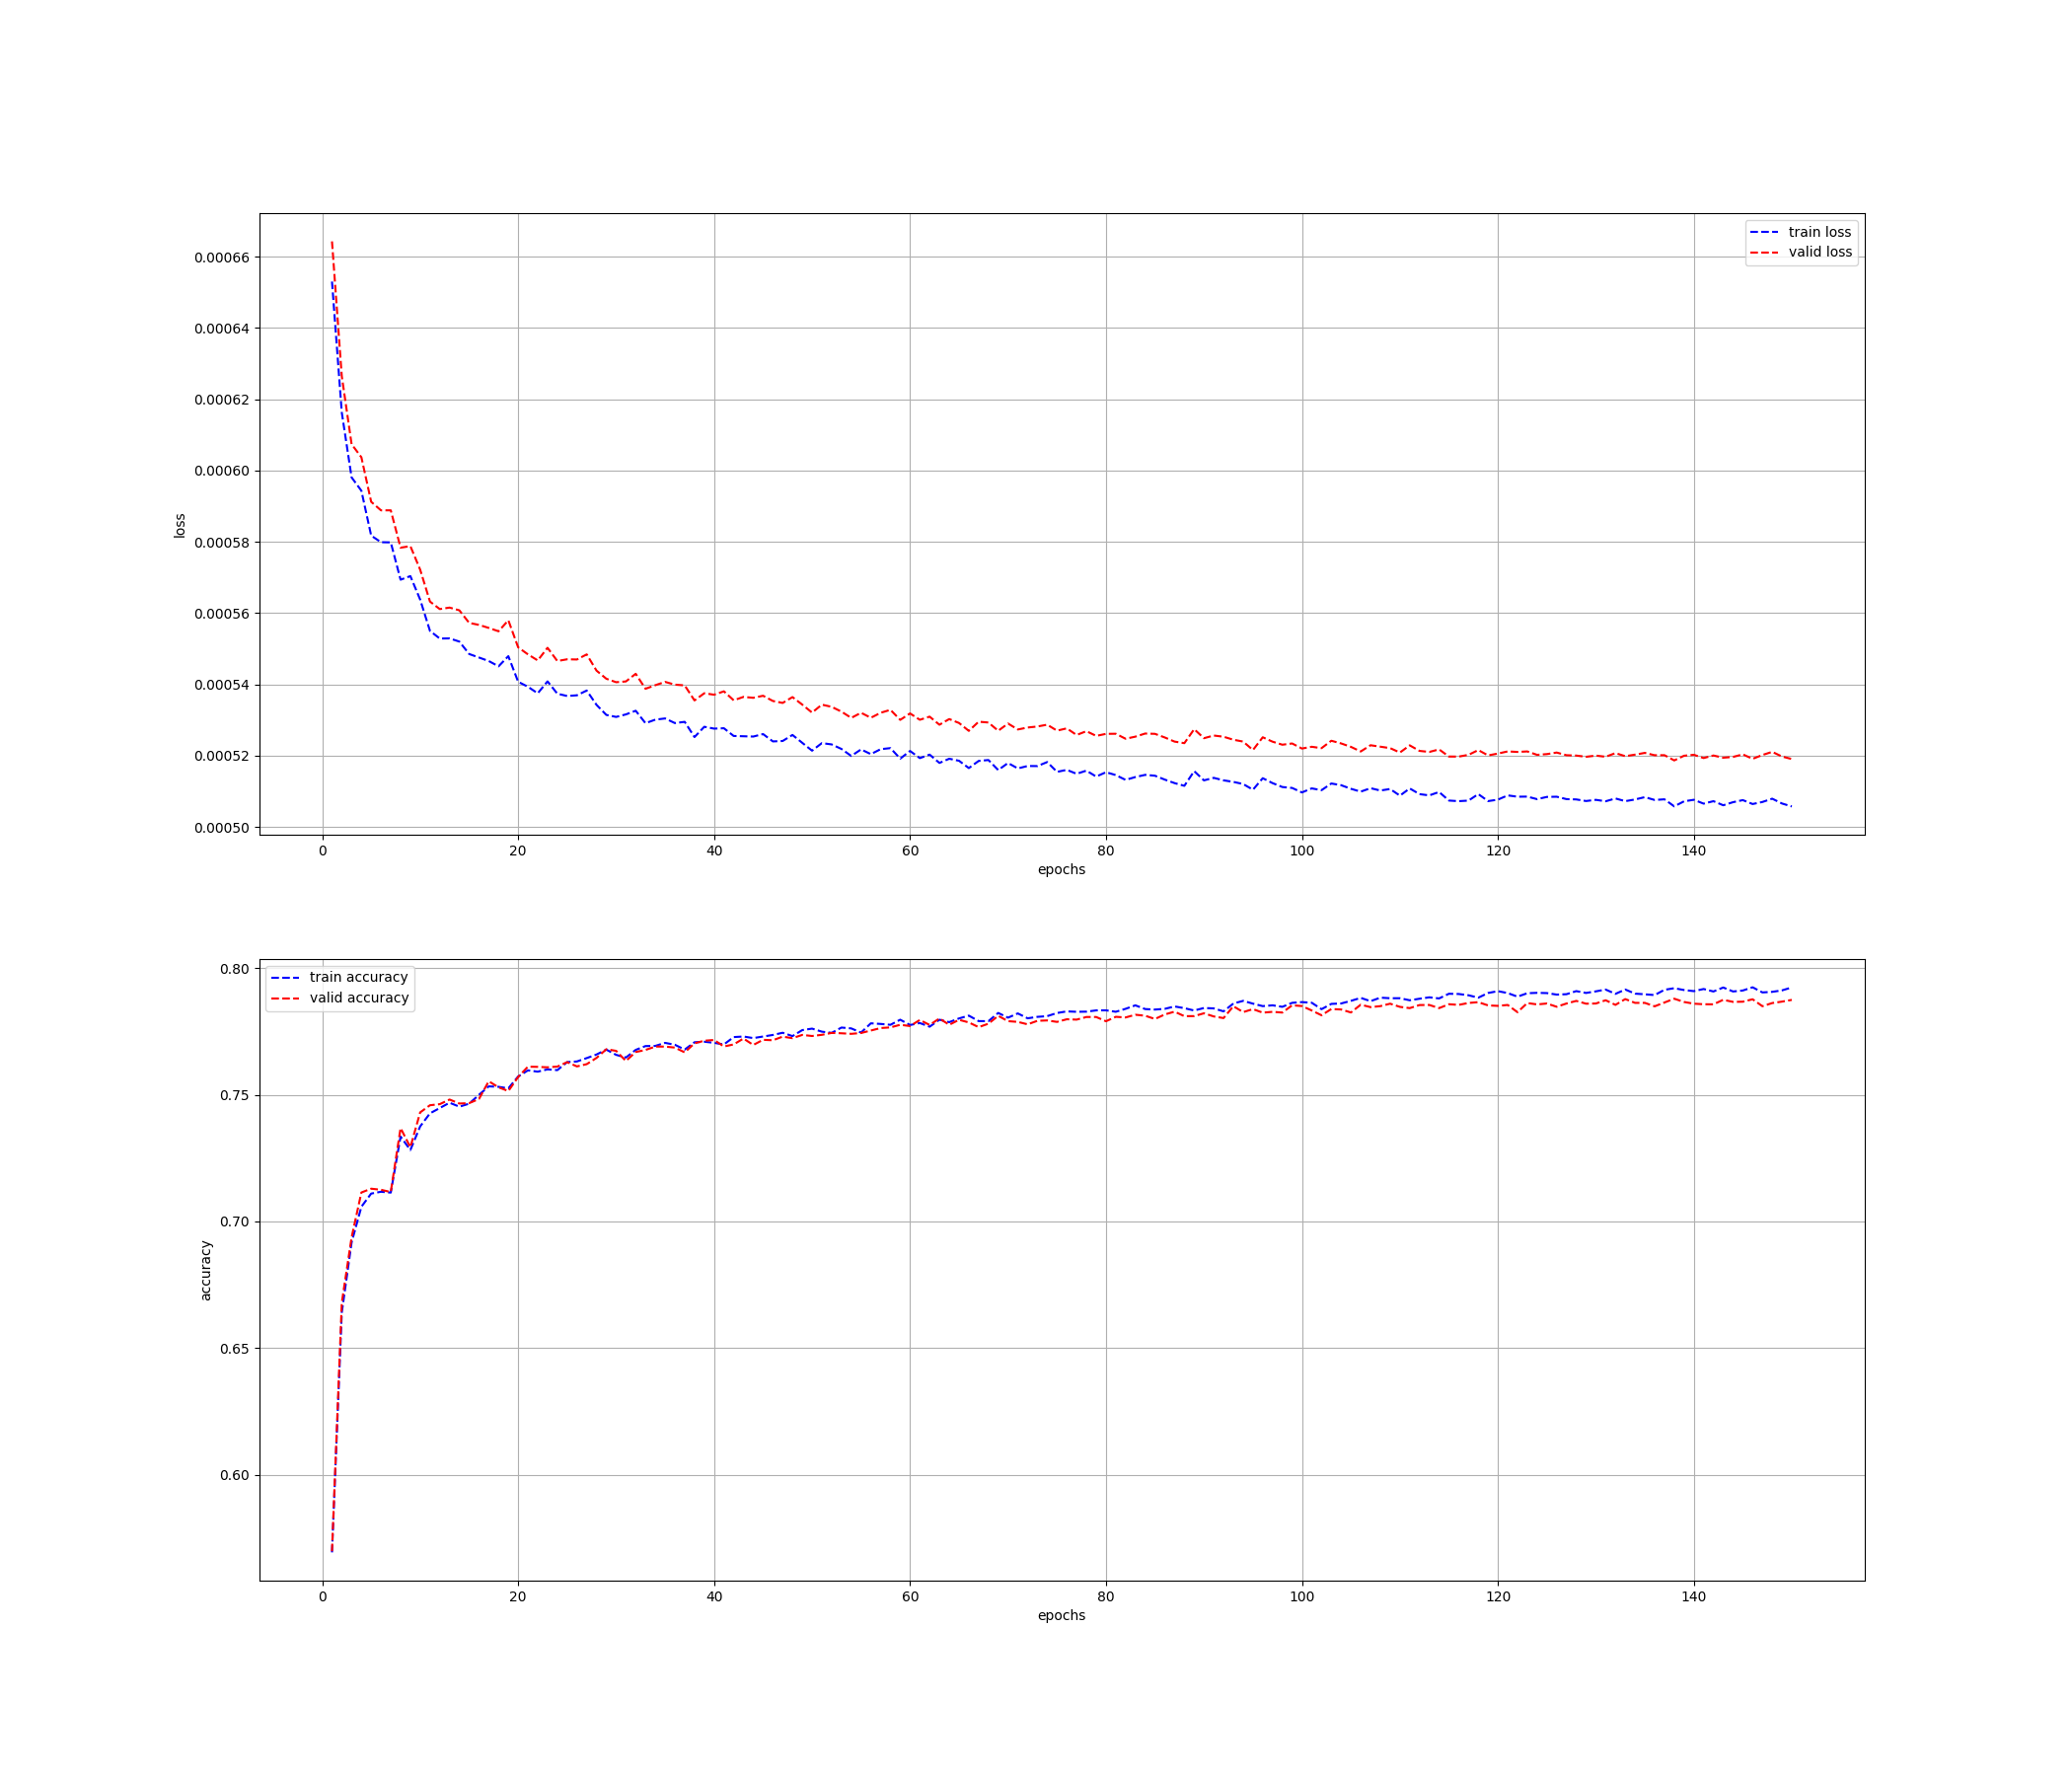 train loss
valid loss
0.00066
0.00064
0.00062
0.00060
0.00058
0.00056
0.00054
0.00052
0.00050
loss
0 20 40 60 80 100 120 140
epochs
train accuracy
valid accuracy
0.80
0.75
0.70
0.65
0.60
accuracy
0 20 40 60 80 100 120 140
epochs